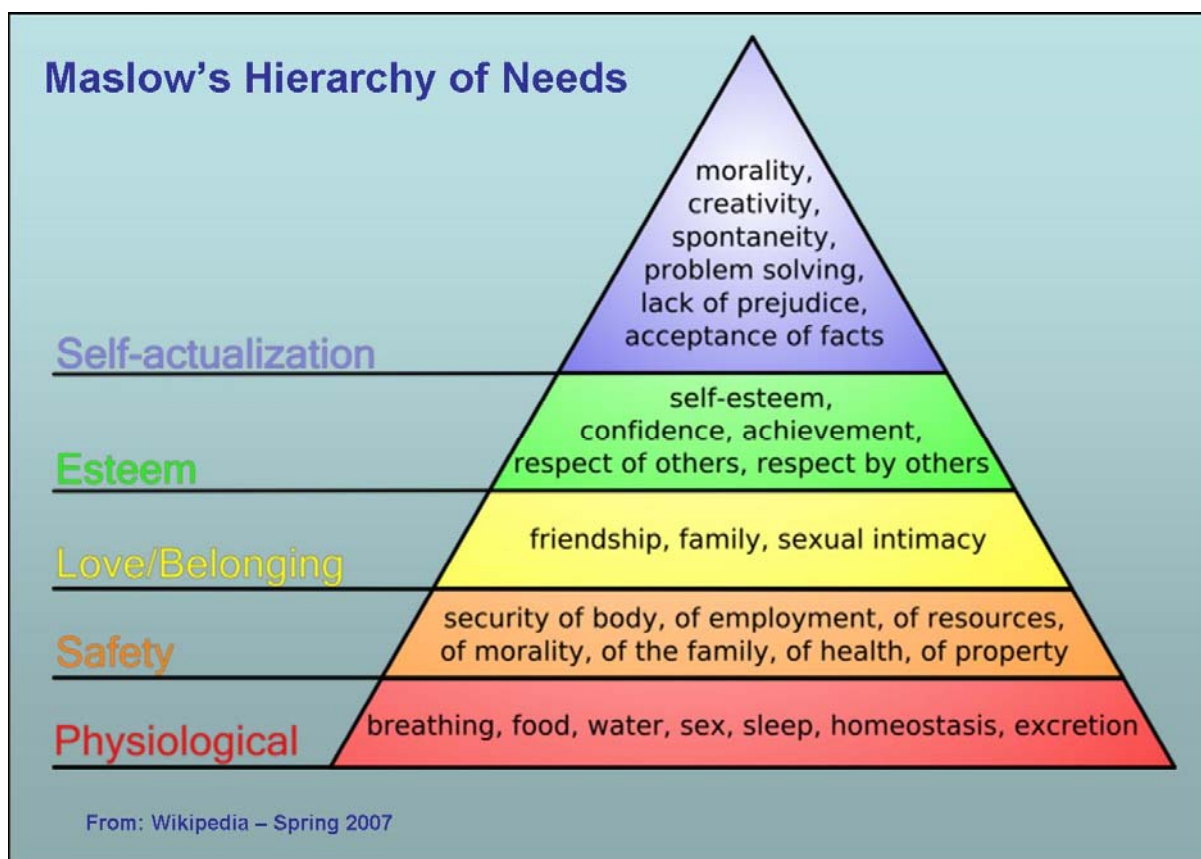 Maslow's Hierarchy of Needs
morality,
creativity,
spontaneity,
problem solving,
lack of prejudice,
acceptance of facts
Self-actualization
self-esteem,
confidence, achievement,
respect of others, respect by others
Esteem
friendship, family, sexual intimacy
Love/Belonging
security of body, of employment, of resources,
of morality, of the family, of health, of property
Safety
breathing, food, water, sex, sleep, homeostasis, excretion
Physiological
From: Wikipedia – Spring 2007